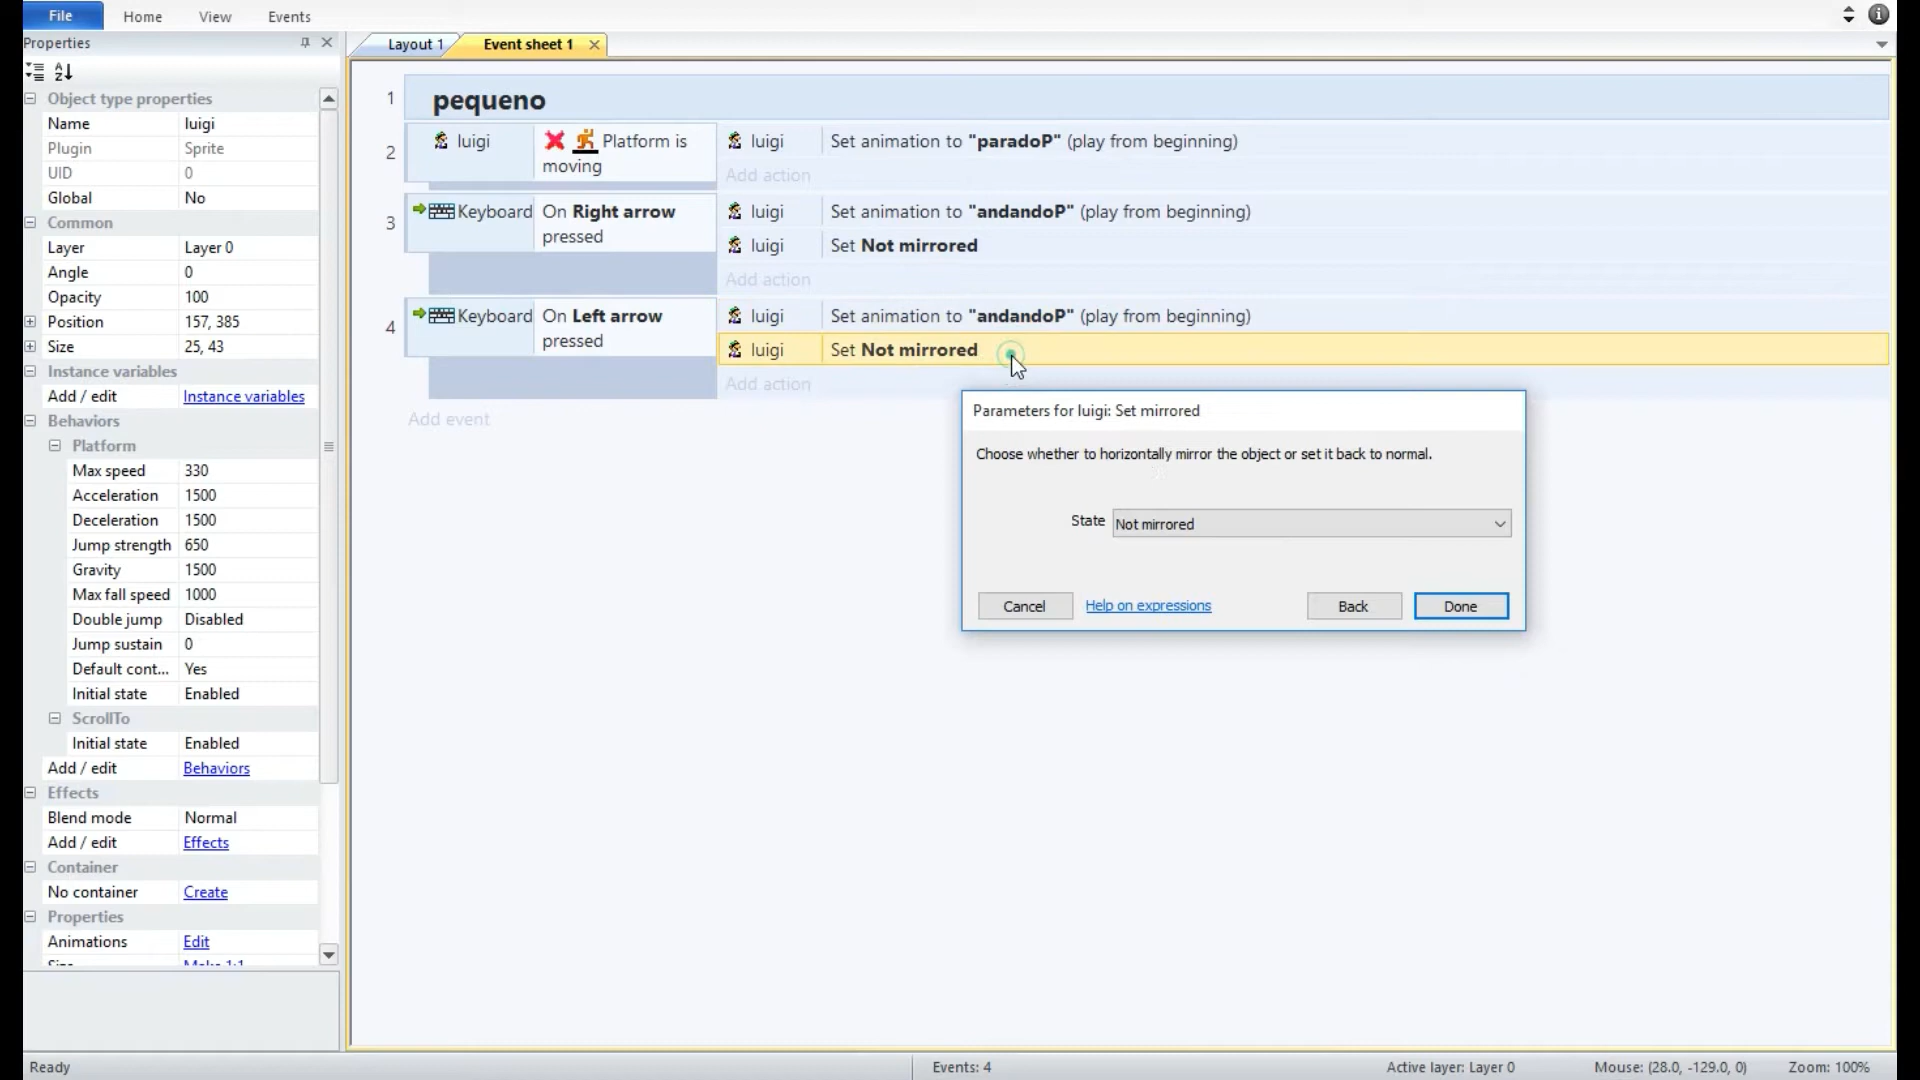 File Home View Events
Properties
Layout 1 Event sheet 1
Object type properties
Name luigi
Plugin Sprite
UID 0
Global No
Common
Layer Layer 0
Angle 0
Opacity 100
Position 157, 385
Size 25, 43
Instance variables
Add / edit Instance variables
Behaviors
Platform
Max speed 330
Acceleration 1500
Deceleration 1500
Jump strength 650
Gravity 1500
Max fall speed 1000
Double jump Disabled
Jump sustain 0
Default cont... Yes
Initial state Enabled
ScrollTo
Initial state Enabled
Add / edit Behaviors
Effects
Blend mode Normal
Add / edit Effects
Container
No container Create
Properties
Animations Edit
Size Make 1:1
1 pequeno
2 luigi Platform is moving
luigi Set animation to "paradoP" (play from beginning)
Add action
3 Keyboard On Right arrow pressed
luigi Set animation to "andandoP" (play from beginning)
luigi Set Not mirrored
Add action
4 Keyboard On Left arrow pressed
luigi Set animation to "andandoP" (play from beginning)
luigi Set Not mirrored
Add action
Add event
Parameters for luigi: Set mirrored
Choose whether to horizontally mirror the object or set it back to normal.
State Not mirrored
Cancel Help on expressions Back Done
Ready Events: 4 Active layer: Layer 0 Mouse: (28.0, -129.0, 0) Zoom: 100%